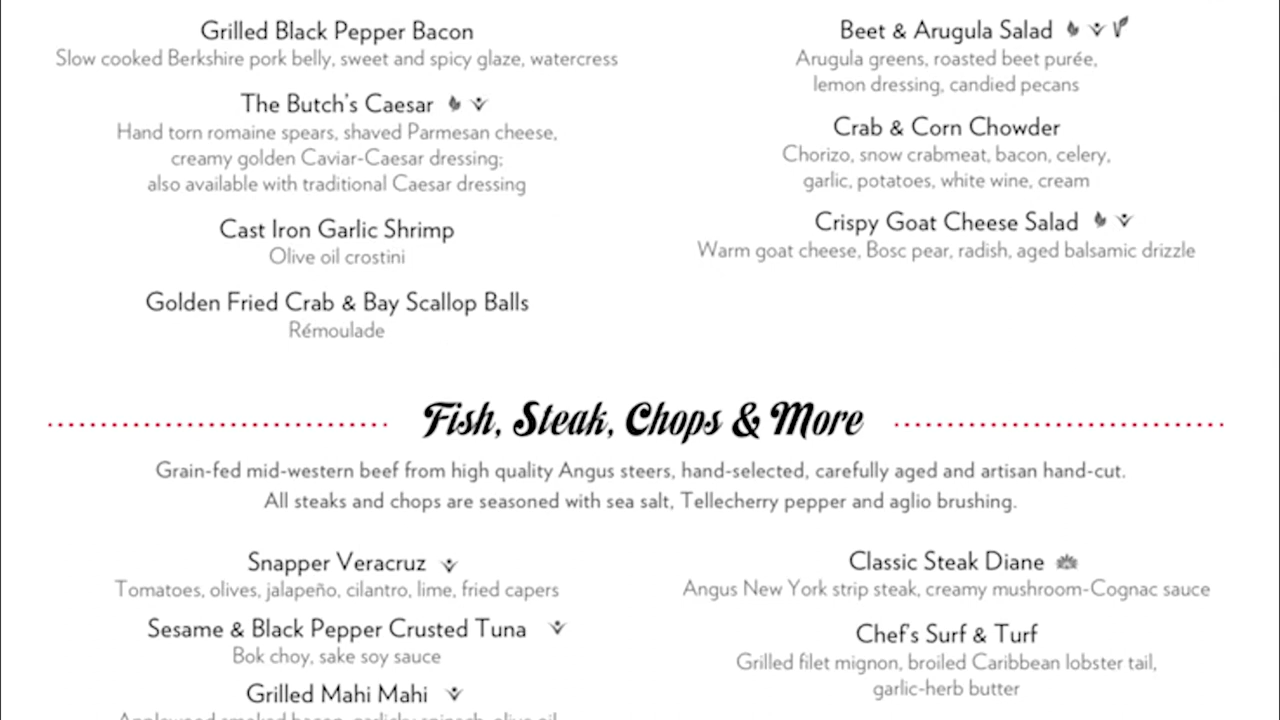 Grilled Black Pepper Bacon
Slow cooked Berkshire pork belly, sweet and spicy glaze, watercress
The Butch's Caesar
Hand torn romaine spears, shaved Parmesan cheese,
creamy golden Caviar-Caesar dressing;
also available with traditional Caesar dressing
Cast Iron Garlic Shrimp
Olive oil crostini
Golden Fried Crab & Bay Scallop Balls
Rémoulade
Beet & Arugula Salad
Arugula greens, roasted beet purée,
lemon dressing, candied pecans
Crab & Corn Chowder
Chorizo, snow crabmeat, bacon, celery,
garlic, potatoes, white wine, cream
Crispy Goat Cheese Salad
Warm goat cheese, Bosc pear, radish, aged balsamic drizzle
Fish, Steak, Chops & More
Grain-fed mid-western beef from high quality Angus steers, hand-selected, carefully aged and artisan hand-cut.
All steaks and chops are seasoned with sea salt, Tellecherry pepper and aglio brushing.
Snapper Veracruz
Tomatoes, olives, jalapeño, cilantro, lime, fried capers
Sesame & Black Pepper Crusted Tuna
Bok choy, sake soy sauce
Grilled Mahi Mahi
Applewood smoked bacon, garlicky spinach, olive oil
Classic Steak Diane
Angus New York strip steak, creamy mushroom-Cognac sauce
Chef's Surf & Turf
Grilled filet mignon, broiled Caribbean lobster tail,
garlic-herb butter